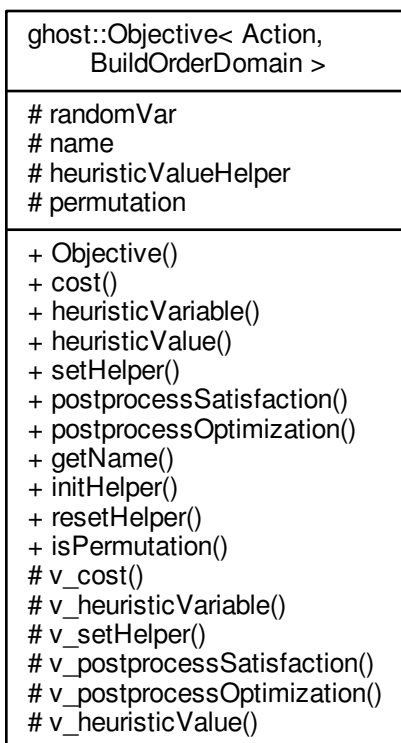 ghost::Objective< Action,
BuildOrderDomain >
# randomVar
# name
# heuristicValueHelper
# permutation
+ Objective()
+ cost()
+ heuristicVariable()
+ heuristicValue()
+ setHelper()
+ postprocessSatisfaction()
+ postprocessOptimization()
+ getName()
+ initHelper()
+ resetHelper()
+ isPermutation()
# v_cost()
# v_heuristicVariable()
# v_setHelper()
# v_postprocessSatisfaction()
# v_postprocessOptimization()
# v_heuristicValue()